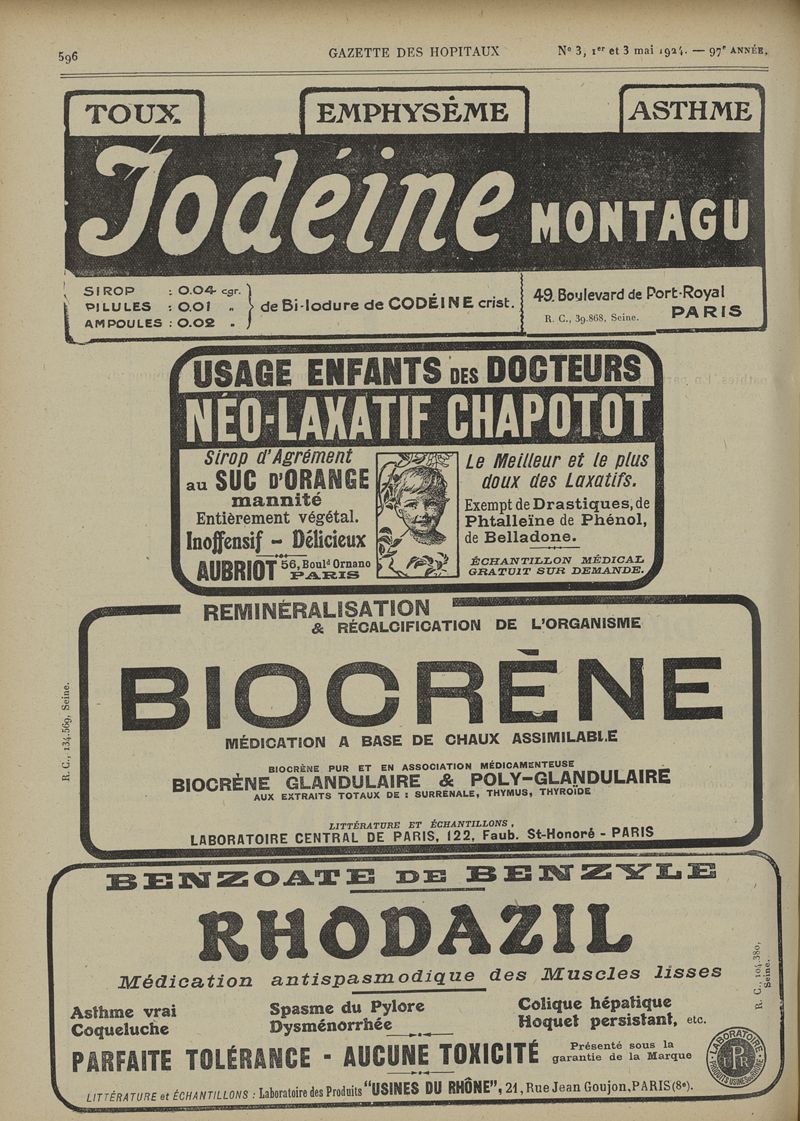 596
GAZETTE DES HOPITAUX
N° 3, 1er et 3 mai 1924. — 97e ANNÉE.
TOUX
EMPHYSÊME
ASTHME
Iodéine MONTAGU
SIROP : 0.04 cgr.
PILULES : 0.01 „
AMPOULES : 0.02 „
de Bi-Iodure de CODÉINE crist.
49, Boulevard de Port-Royal
PARIS
R. C., 39.868, Seine.
USAGE ENFANTS DES DOCTEURS
NÉO-LAXATIF CHAPOTOT
Sirop d'Agrément
au SUC D'ORANGE
mannité
Entièrement végétal.
Inoffensif - Délicieux
AUBRIOT 56, Bould Ornano
PARIS
Le Meilleur et le plus
doux des Laxatifs.
Exempt de Drastiques, de
Phtalleïne de Phénol,
de Belladone.
ÉCHANTILLON MÉDICAL
GRATUIT SUR DEMANDE.
R. C., 134.569, Seine.
REMINÉRALISATION
& RÉCALCIFICATION DE L'ORGANISME
BIOCRÈNE
MÉDICATION A BASE DE CHAUX ASSIMILABLE
BIOCRÈNE PUR ET EN ASSOCIATION MÉDICAMENTEUSE
BIOCRÈNE GLANDULAIRE & POLY-GLANDULAIRE
AUX EXTRAITS TOTAUX DE : SURRENALE, THYMUS, THYROÏDE
LITTÉRATURE ET ÉCHANTILLONS,
LABORATOIRE CENTRAL DE PARIS, 122, Faub. St-Honoré - PARIS
BENZOATE DE BENZYLE
RHODAZIL
Médication antispasmodique des Muscles lisses
Asthme vrai
Coqueluche
Spasme du Pylore
Dysménorrhée
Colique hépatique
Hoquet persistant, etc.
R. C., 104.380, Seine.
PARFAITE TOLÉRANCE - AUCUNE TOXICITÉ
Présenté sous la
garantie de la Marque
LITTÉRATURE et ÉCHANTILLONS : Laboratoire des Produits "USINES DU RHÔNE", 21, Rue Jean Goujon, PARIS (8e).